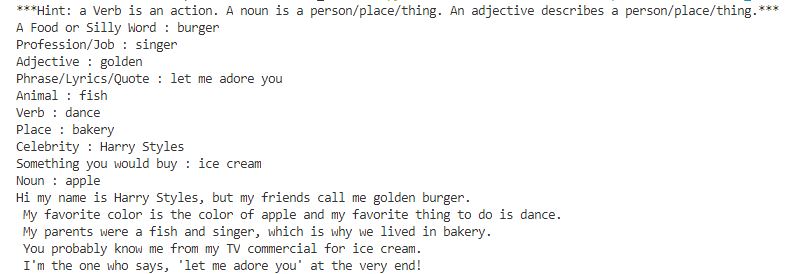 ***Hint: a Verb is an action. A noun is a person/place/thing. An adjective describes a person/place/thing.***
A Food or Silly Word : burger
Profession/Job : singer
Adjective : golden
Phrase/Lyrics/Quote : let me adore you
Animal : fish
Verb : dance
Place : bakery
Celebrity : Harry Styles
Something you would buy : ice cream
Noun : apple
Hi my name is Harry Styles, but my friends call me golden burger.
My favorite color is the color of apple and my favorite thing to do is dance.
My parents were a fish and singer, which is why we lived in bakery.
You probably know me from my TV commercial for ice cream.
I'm the one who says, 'let me adore you' at the very end!